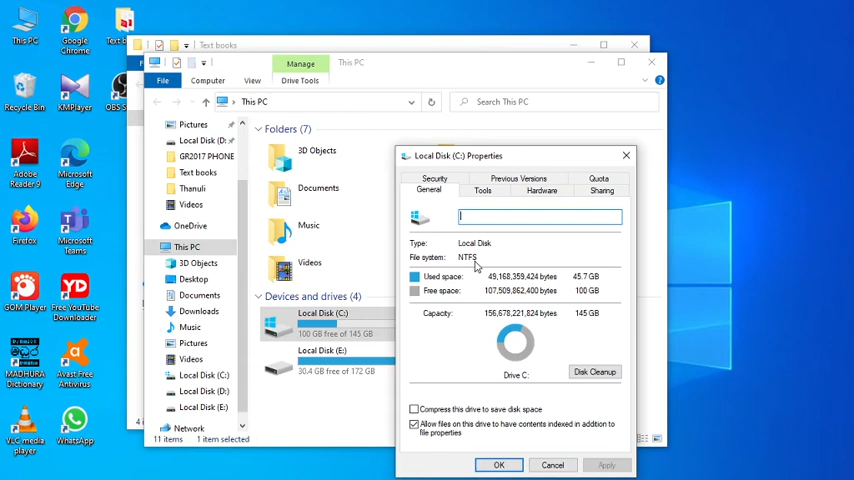 This PC
Google
Chrome
Text b
Recycle Bin
KMPlayer
OBS S
Adobe
Reader 9
Microsoft
Edge
Firefox
Microsoft
Teams
GOM Player
Free YouTube
Downloader
MADHURA
Dictionary
Avast Free
Antivirus
VLC media
player
WhatsApp
Text books
Manage
This PC
File
Computer
View
Drive Tools
This PC
Search This PC
Pictures
Local Disk (D:)
GR2017 PHONE
Text books
Thanuli
Videos
OneDrive
This PC
3D Objects
Desktop
Documents
Downloads
Music
Pictures
Videos
Local Disk (C:)
Local Disk (D:)
Local Disk (E:)
Network
Folders (7)
3D Objects
Documents
Music
Videos
Devices and drives (4)
Local Disk (C:)
100 GB free of 145 GB
Local Disk (E:)
30.4 GB free of 172 GB
11 items
1 item selected
Local Disk (C:) Properties
Security
Previous Versions
Quota
General
Tools
Hardware
Sharing
Type: Local Disk
File system: NTFS
Used space: 49,168,359,424 bytes 45.7 GB
Free space: 107,509,862,400 bytes 100 GB
Capacity: 156,678,221,824 bytes 145 GB
Drive C:
Disk Cleanup
Compress this drive to save disk space
Allow files on this drive to have contents indexed in addition to
file properties
OK
Cancel
Apply